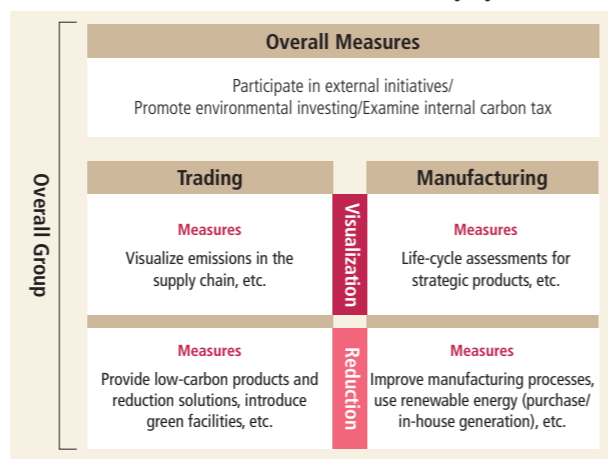 Overall Group
Overall Measures
Participate in external initiatives/
Promote environmental investing/Examine internal carbon tax
Trading
Manufacturing
Visualization
Measures
Visualize emissions in the
supply chain, etc.
Measures
Life-cycle assessments for
strategic products, etc.
Reduction
Measures
Provide low-carbon products and
reduction solutions, introduce
green facilities, etc.
Measures
Improve manufacturing processes,
use renewable energy (purchase/
in-house generation), etc.